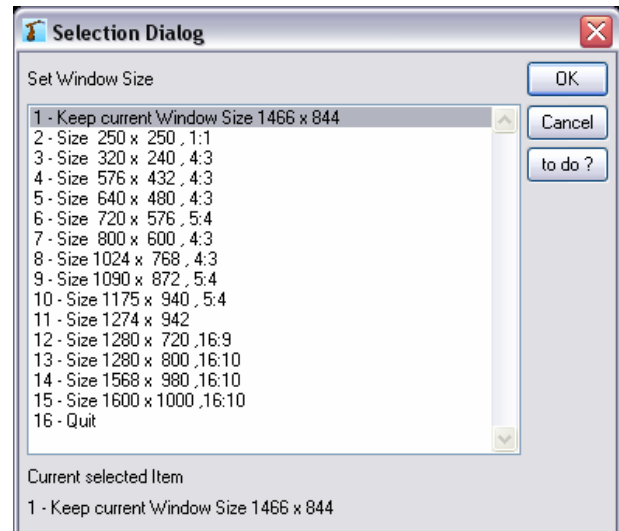 Selection Dialog
Set Window Size
OK
1 - Keep current Window Size 1466 x 844
Cancel
2 - Size 250 x 250 , 1:1
3 - Size 320 x 240 , 4:3
to do ?
4 - Size 576 x 432 , 4:3
5 - Size 640 x 480 , 4:3
6 - Size 720 x 576 , 5:4
7 - Size 800 x 600 , 4:3
8 - Size 1024 x 768 , 4:3
9 - Size 1090 x 872 , 5:4
10 - Size 1175 x 940 , 5:4
11 - Size 1274 x 942
12 - Size 1280 x 720 ,16:9
13 - Size 1280 x 800 ,16:10
14 - Size 1568 x 980 ,16:10
15 - Size 1600 x 1000 ,16:10
16 - Quit
Current selected Item
1 - Keep current Window Size 1466 x 844